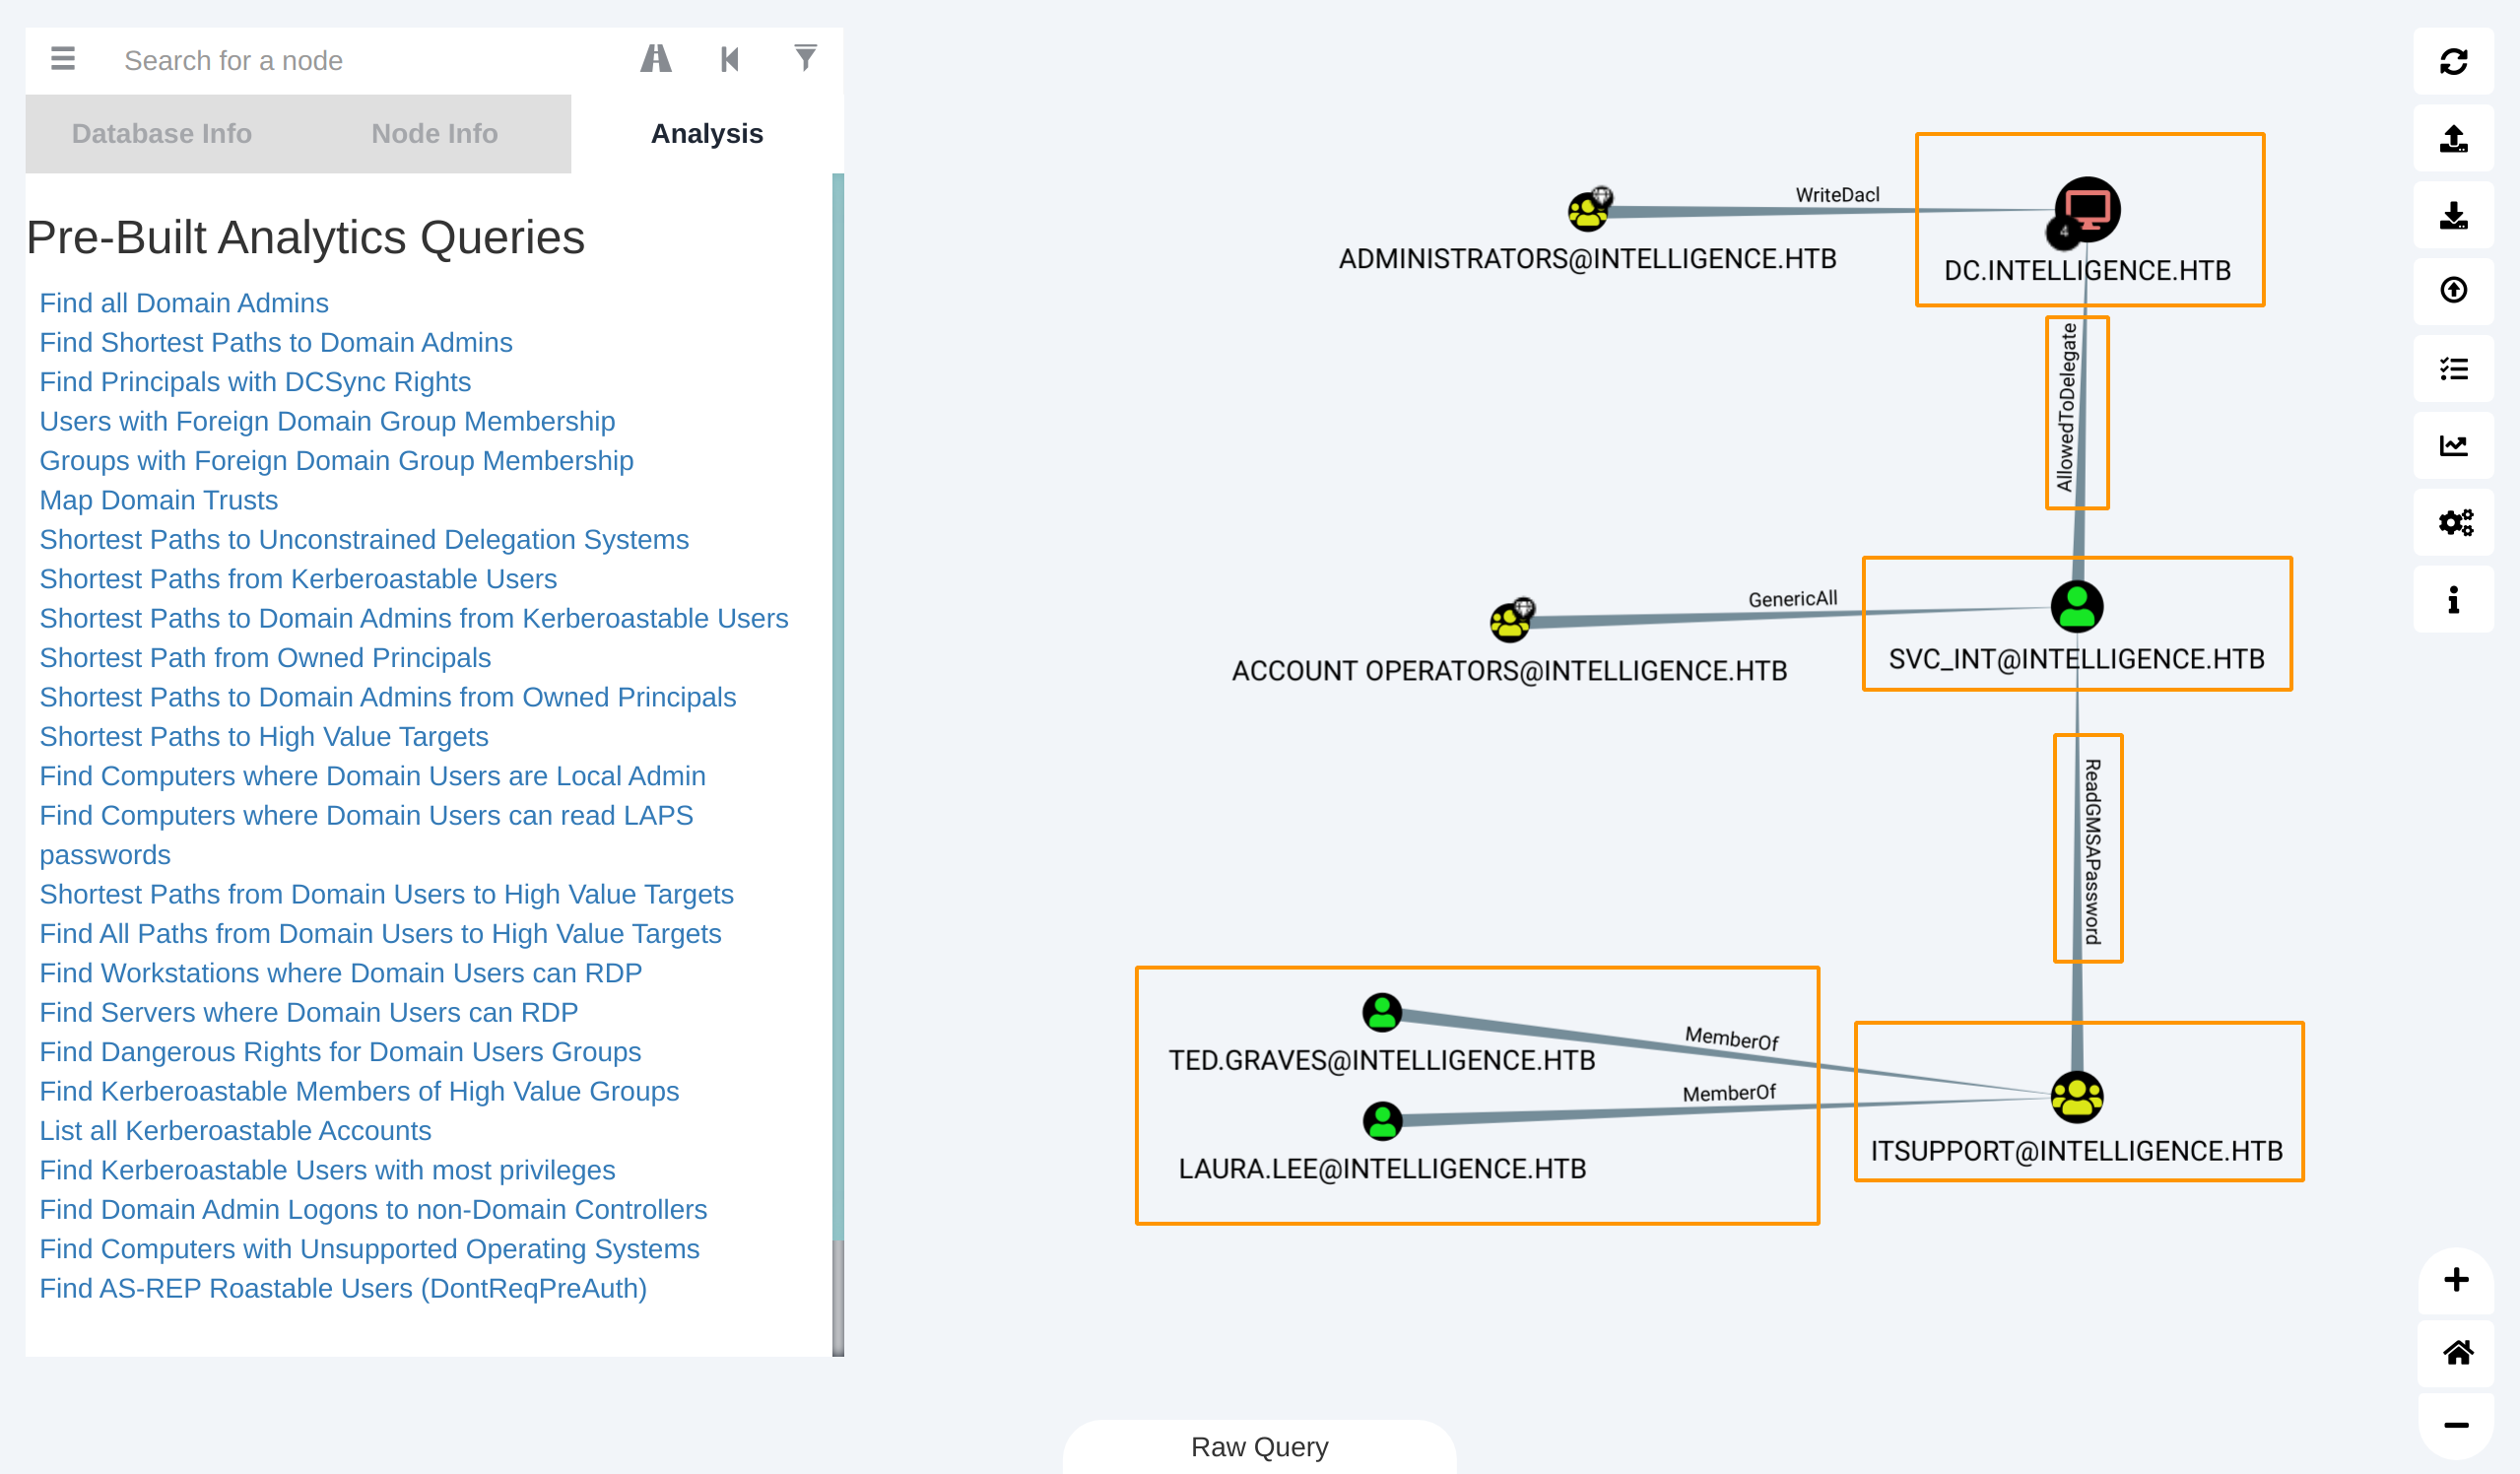 Search for a node
Database Info
Node Info
Analysis
Pre-Built Analytics Queries
Find all Domain Admins
Find Shortest Paths to Domain Admins
Find Principals with DCSync Rights
Users with Foreign Domain Group Membership
Groups with Foreign Domain Group Membership
Map Domain Trusts
Shortest Paths to Unconstrained Delegation Systems
Shortest Paths from Kerberoastable Users
Shortest Paths to Domain Admins from Kerberoastable Users
Shortest Path from Owned Principals
Shortest Paths to Domain Admins from Owned Principals
Shortest Paths to High Value Targets
Find Computers where Domain Users are Local Admin
Find Computers where Domain Users can read LAPS
passwords
Shortest Paths from Domain Users to High Value Targets
Find All Paths from Domain Users to High Value Targets
Find Workstations where Domain Users can RDP
Find Servers where Domain Users can RDP
Find Dangerous Rights for Domain Users Groups
Find Kerberoastable Members of High Value Groups
List all Kerberoastable Accounts
Find Kerberoastable Users with most privileges
Find Domain Admin Logons to non-Domain Controllers
Find Computers with Unsupported Operating Systems
Find AS-REP Roastable Users (DontReqPreAuth)
WriteDacl
4
ADMINISTRATORS@INTELLIGENCE.HTB
DC.INTELLIGENCE.HTB
AllowedToDelegate
GenericAll
ACCOUNT OPERATORS@INTELLIGENCE.HTB
SVC_INT@INTELLIGENCE.HTB
ReadGMSAPassword
MemberOf
TED.GRAVES@INTELLIGENCE.HTB
MemberOf
LAURA.LEE@INTELLIGENCE.HTB
ITSUPPORT@INTELLIGENCE.HTB
Raw Query